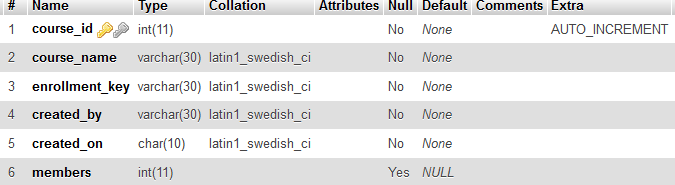 # Name Type Collation Attributes Null Default Comments Extra
1 course_id int(11) No None AUTO_INCREMENT
2 course_name varchar(30) latin1_swedish_ci No None
3 enrollment_key varchar(30) latin1_swedish_ci No None
4 created_by varchar(30) latin1_swedish_ci No None
5 created_on char(10) latin1_swedish_ci No None
6 members int(11) Yes NULL